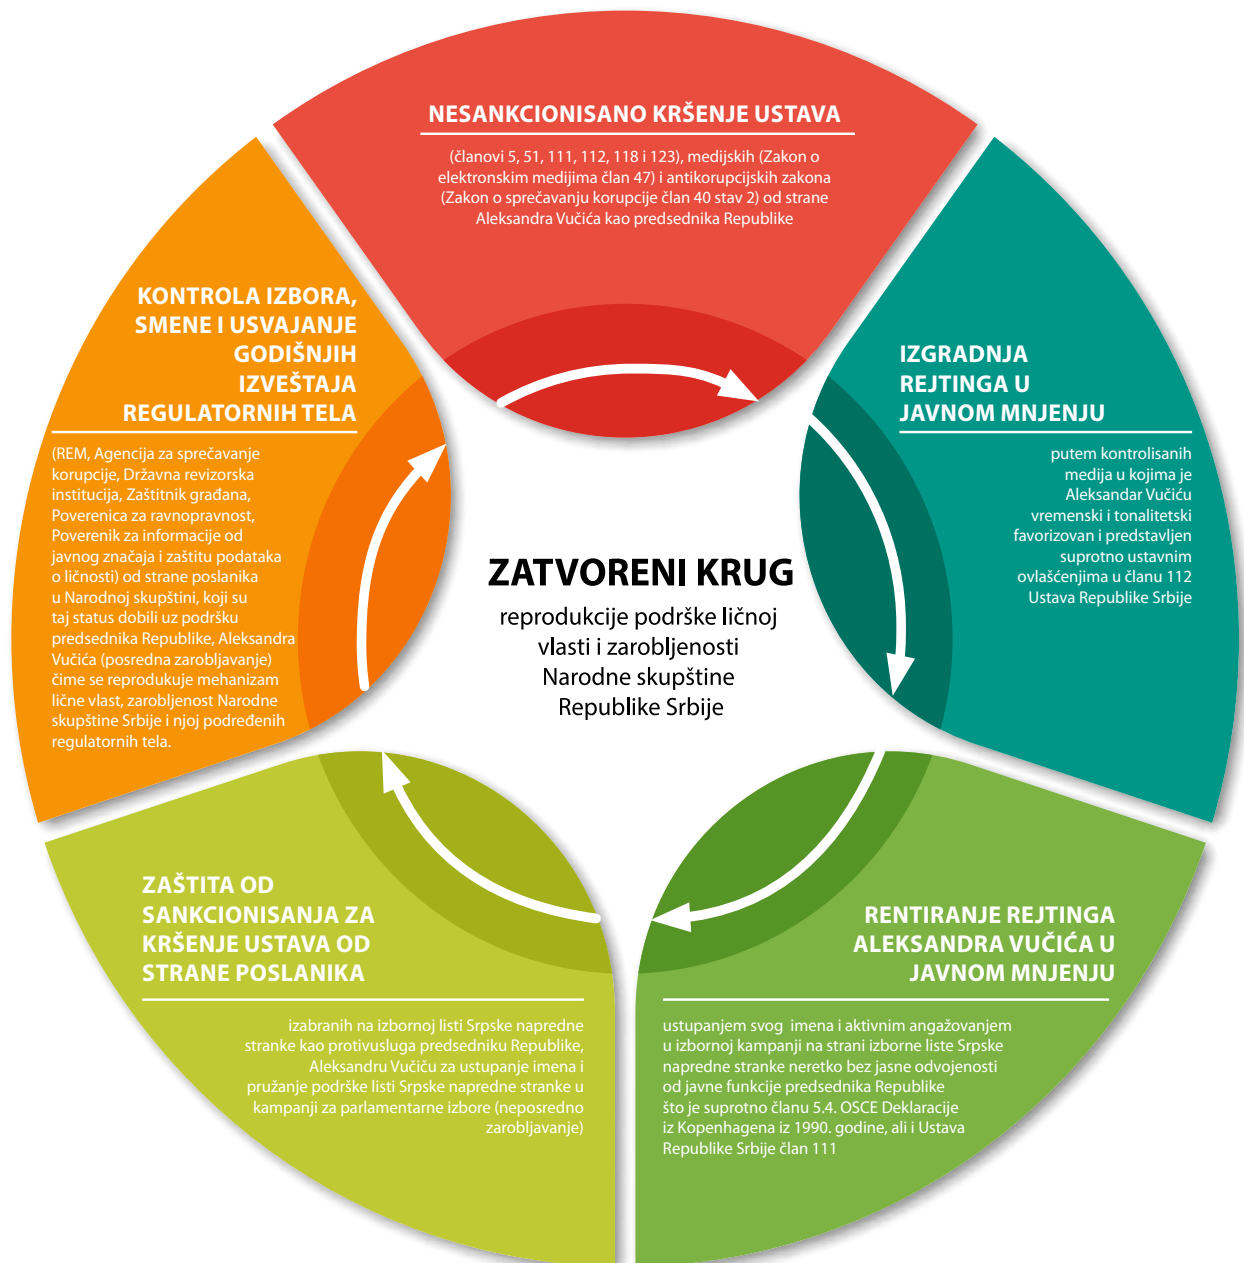 NESANKCIONISANO KRŠENJE USTAVA
(članovi 5, 51, 111, 112, 118 i 123), medijskih (Zakon o
elektronskim medijima član 47) i antikorupcijskih zakona
(Zakon o sprečavanju korupcije član 40 stav 2) od strane
Aleksandra Vučića kao predsednika Republike
IZGRADNJA
REJTINGA U
JAVNOM MNJENJU
putem kontrolisanih
medija u kojima je
Aleksandar Vučiću
vremenski i tonalitetski
favorizovan i predstavljen
suprotno ustavnim
ovlašćenjima u članu 112
Ustava Republike Srbije
RENTIRANJE REJTINGA
ALEKSANDRA VUČIĆA U
JAVNOM MNJENJU
ustupanjem svog imena i aktivnim angažovanjem
u izbornoj kampanji na strani izborne liste Srpske
napredne stranke neretko bez jasne odvojenosti
od javne funkcije predsednika Republike
što je suprotno članu 5.4. OSCE Deklaracije
iz Kopenhagena iz 1990. godine, ali i Ustava
Republike Srbije član 111
ZAŠTITA OD
SANKCIONISANJA ZA
KRŠENJE USTAVA OD
STRANE POSLANIKA
izabranih na izbornoj listi Srpske napredne
stranke kao protivusluga predsedniku Republike,
Aleksandru Vučiču za ustupanje imena i
pružanje podrške listi Srpske napredne stranke u
kampanji za parlamentarne izbore (neposredno
zarobljavanje)
KONTROLA IZBORA,
SMENE I USVAJANJE
GODIŠNJIH
IZVEŠTAJA
REGULATORNIH TELA
(REM, Agencija za sprečavanje
korupcije, Državna revizorska
institucija, Zaštitnik građana,
Poverenica za ravnopravnost,
Poverenik za informacije od
javnog značaja i zaštitu podataka
o ličnosti) od strane poslanika
u Narodnoj skupštini, koji su
taj status dobili uz podršku
predsednika Republike, Aleksandra
Vučića (posredna zarobljavanje)
čime se reprodukuje mehanizam
lične vlast, zarobljenost Narodne
skupštine Srbije i njoj podređenih
regulatornih tela.
ZATVORENI KRUG
reprodukcije podrške ličnoj
vlasti i zarobljenosti
Narodne skupštine
Republike Srbije